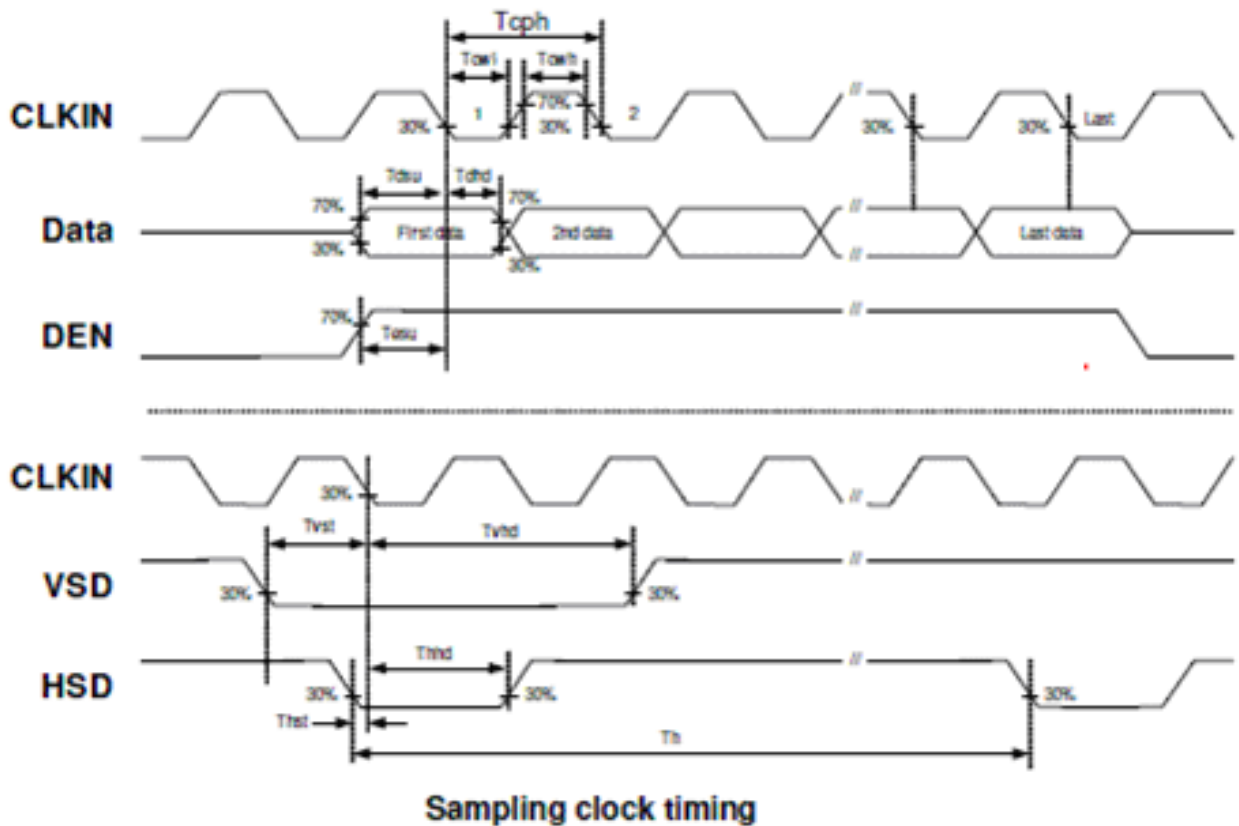 Tcph
Tcwl Tcwh
CLKIN 30% 1 70% 30% 2 // 30% 30% Last
Tdsu Tdhd
70% 70%
Data First data 2nd data // Last data
30% 30%
DEN 70% Tesu //
CLKIN 30% //
Tvst Tvhd
VSD 30% 30% //
Thhd
HSD 30% 30% // 30%
Thst
Th
Sampling clock timing